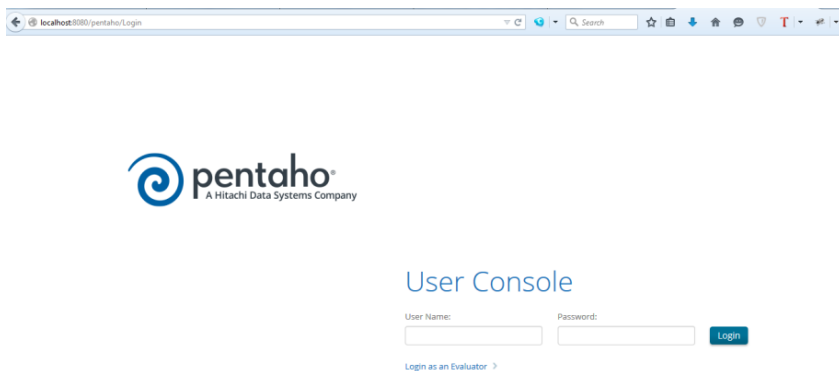 localhost:8080/pentaho/Login
Search
T
pentaho®
A Hitachi Data Systems Company
User Console
User Name:
Password:
Login
Login as an Evaluator